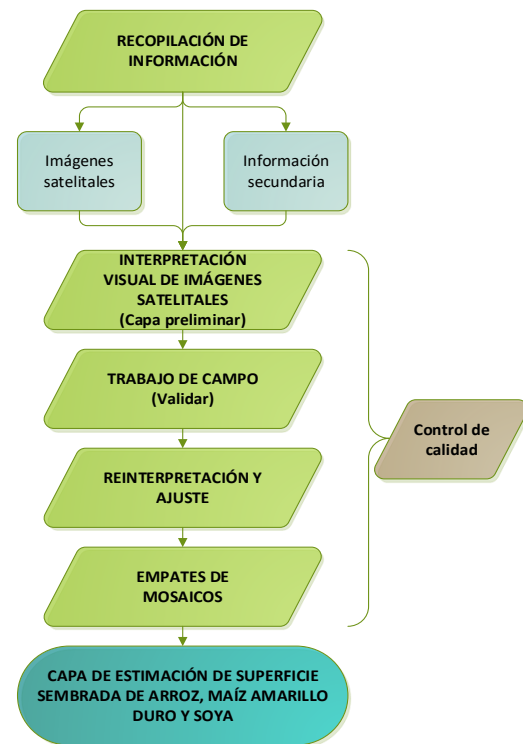 RECOPILACIÓN DE
INFORMACIÓN
Imágenes
satelitales
Información
secundaria
INTERPRETACIÓN
VISUAL DE IMÁGENES
SATELITALES
(Capa preliminar)
TRABAJO DE CAMPO
(Validar)
REINTERPRETACIÓN Y
AJUSTE
EMPATES DE
MOSAICOS
Control de
calidad
CAPA DE ESTIMACIÓN DE SUPERFICIE
SEMBRADA DE ARROZ, MAÍZ AMARILLO
DURO Y SOYA